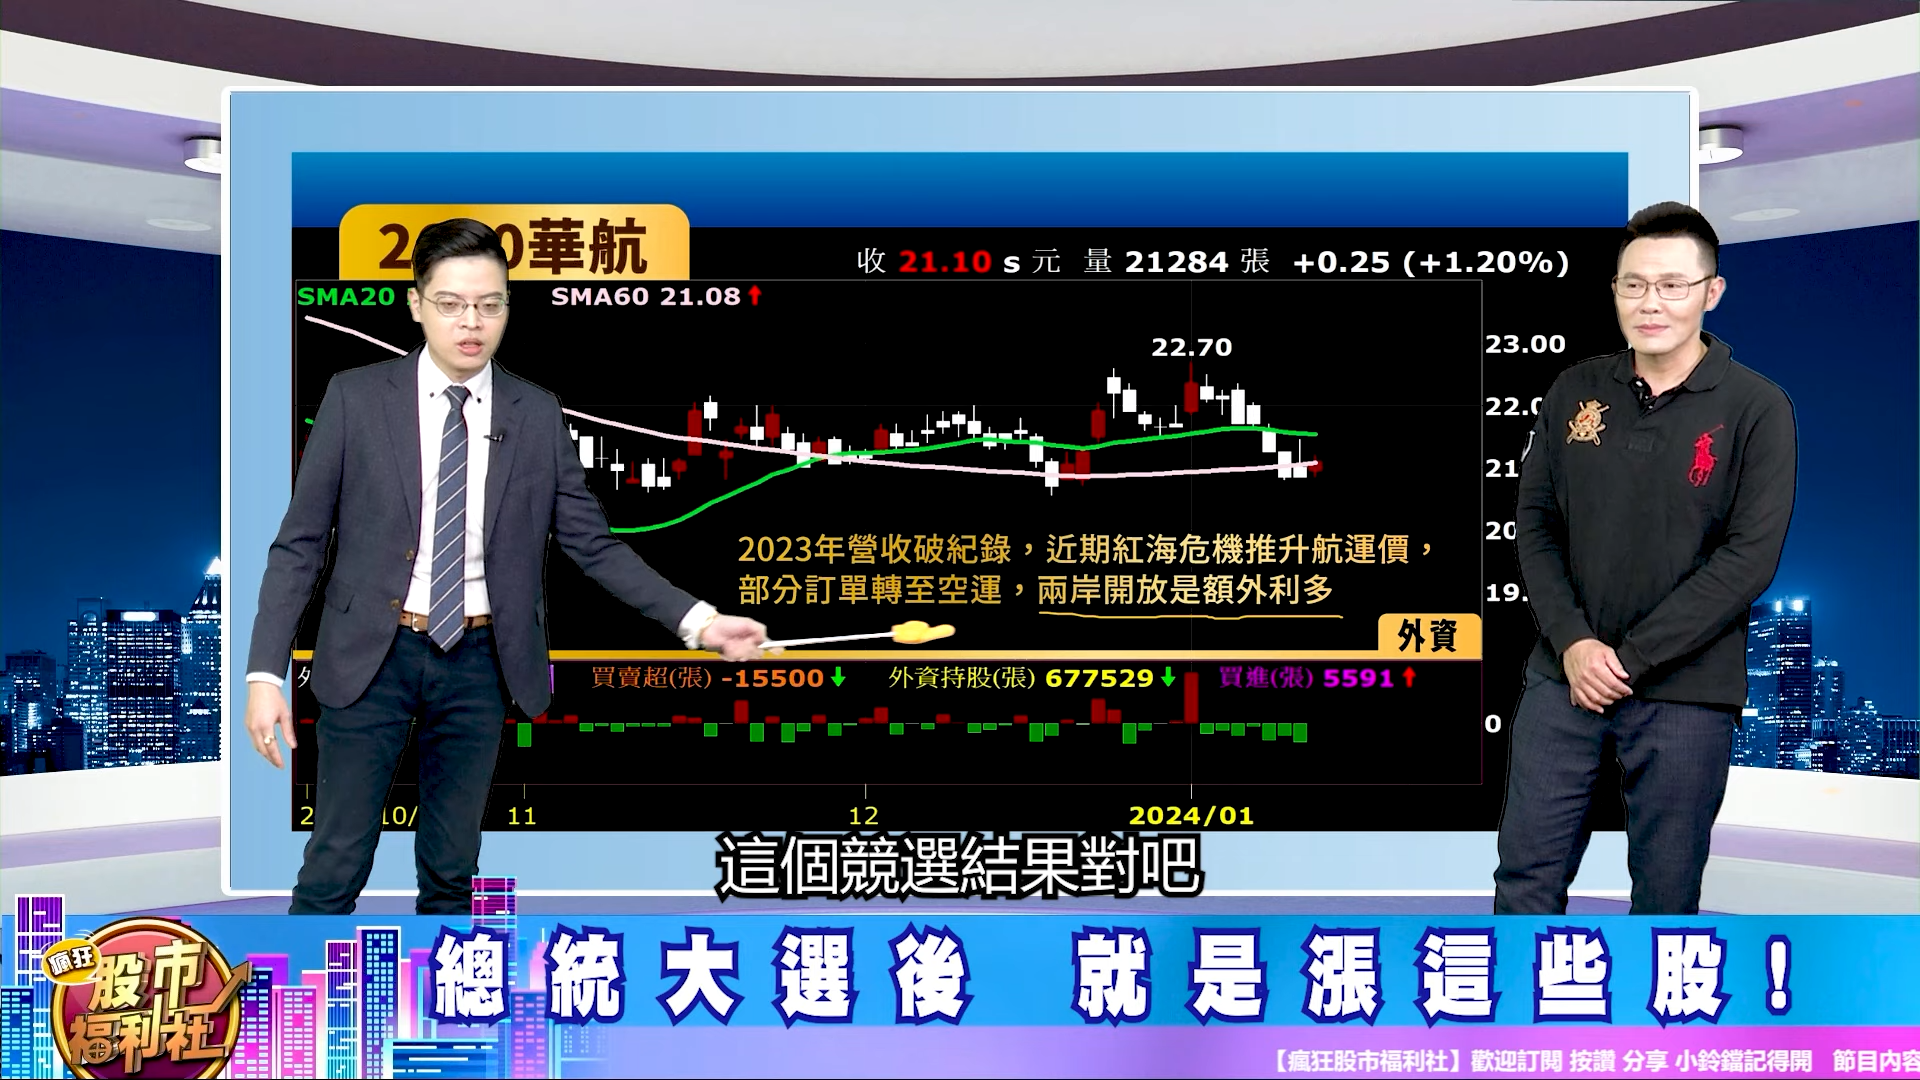 華航
收 21.10 s 元 量 21284 張 +0.25 (+1.20%)
SMA20 SMA60 21.08
22.70
23.00
22.0
21
20
19.
2023年營收破紀錄，近期紅海危機推升航運價，
部分訂單轉至空運，兩岸開放是額外利多
外資
買賣超(張) -15500 外資持股(張) 677529 買進(張) 5591
0
10/ 11 12 2024/01
這個競選結果對吧
總統大選後 就是漲這些股！
瘋狂
股市
福利社
【瘋狂股市福利社】歡迎訂閱 按讚 分享 小鈴鐺記得開 節目內容